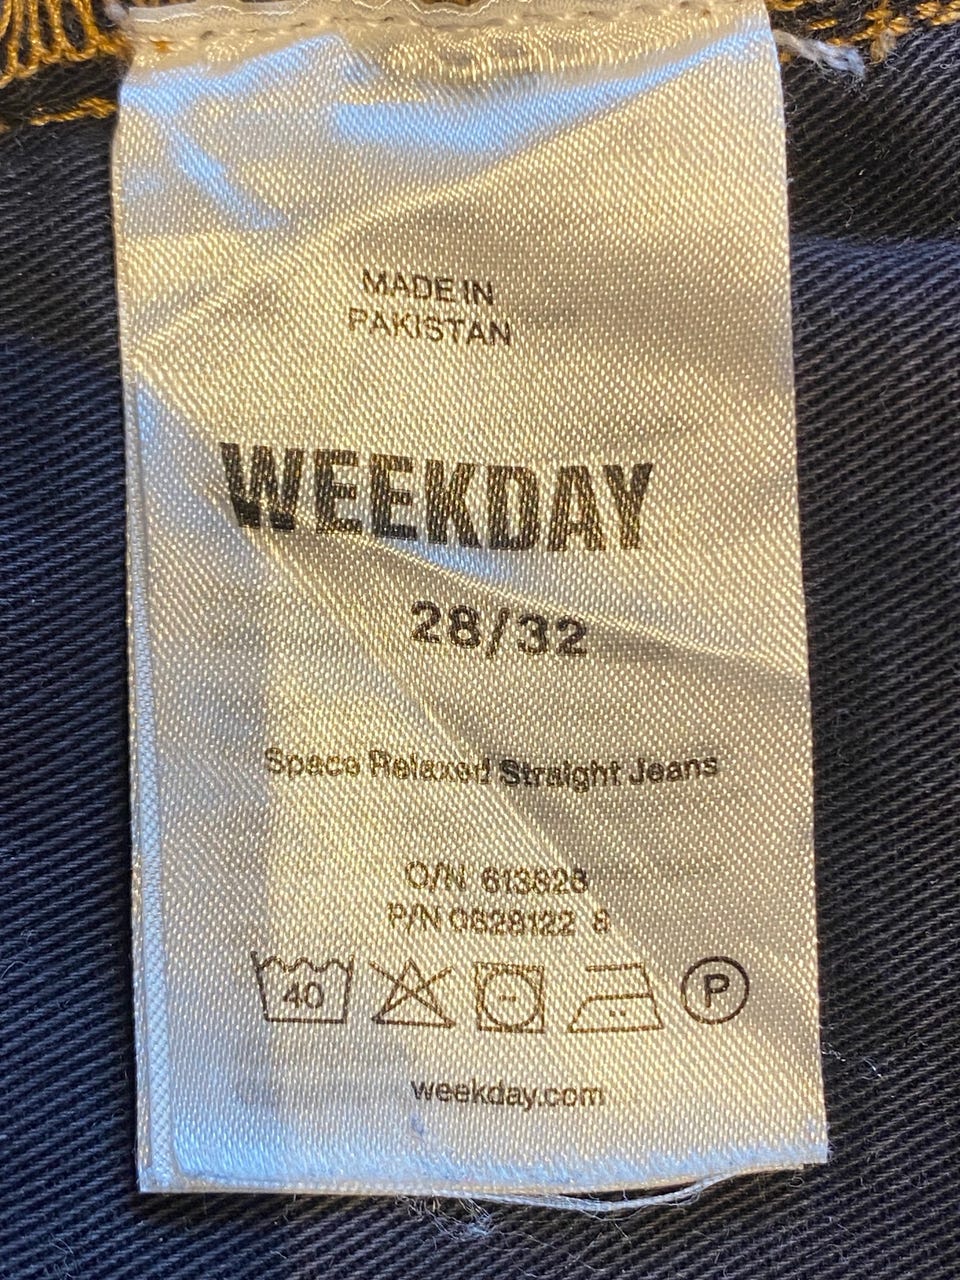 MADE IN
PAKISTAN
WEEKDAY
28/32
Space Relaxed Straight Jeans
O/N 613828
P/N 0828122 8
40
P
weekday.com